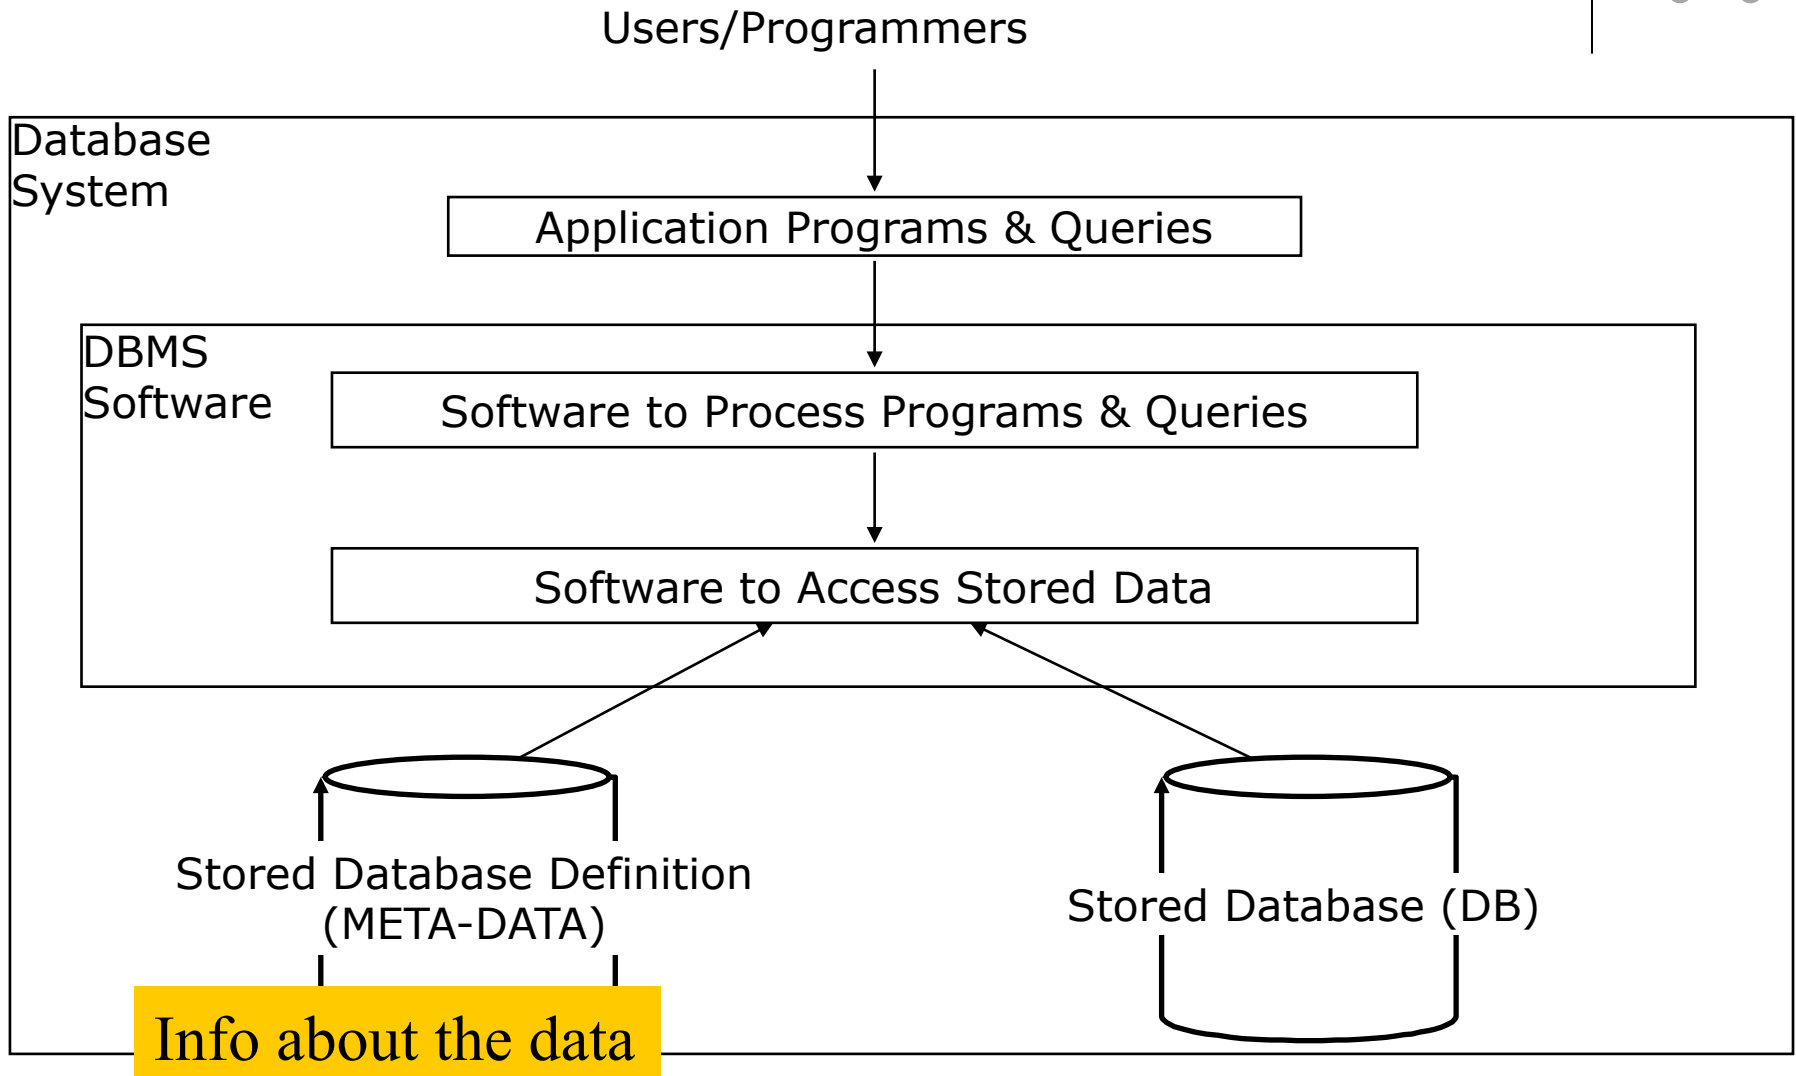 Users/Programmers
Database
System
Application Programs & Queries
DBMS
Software
Software to Process Programs & Queries
Software to Access Stored Data
Stored Database Definition
(META-DATA)
Stored Database (DB)
Info about the data